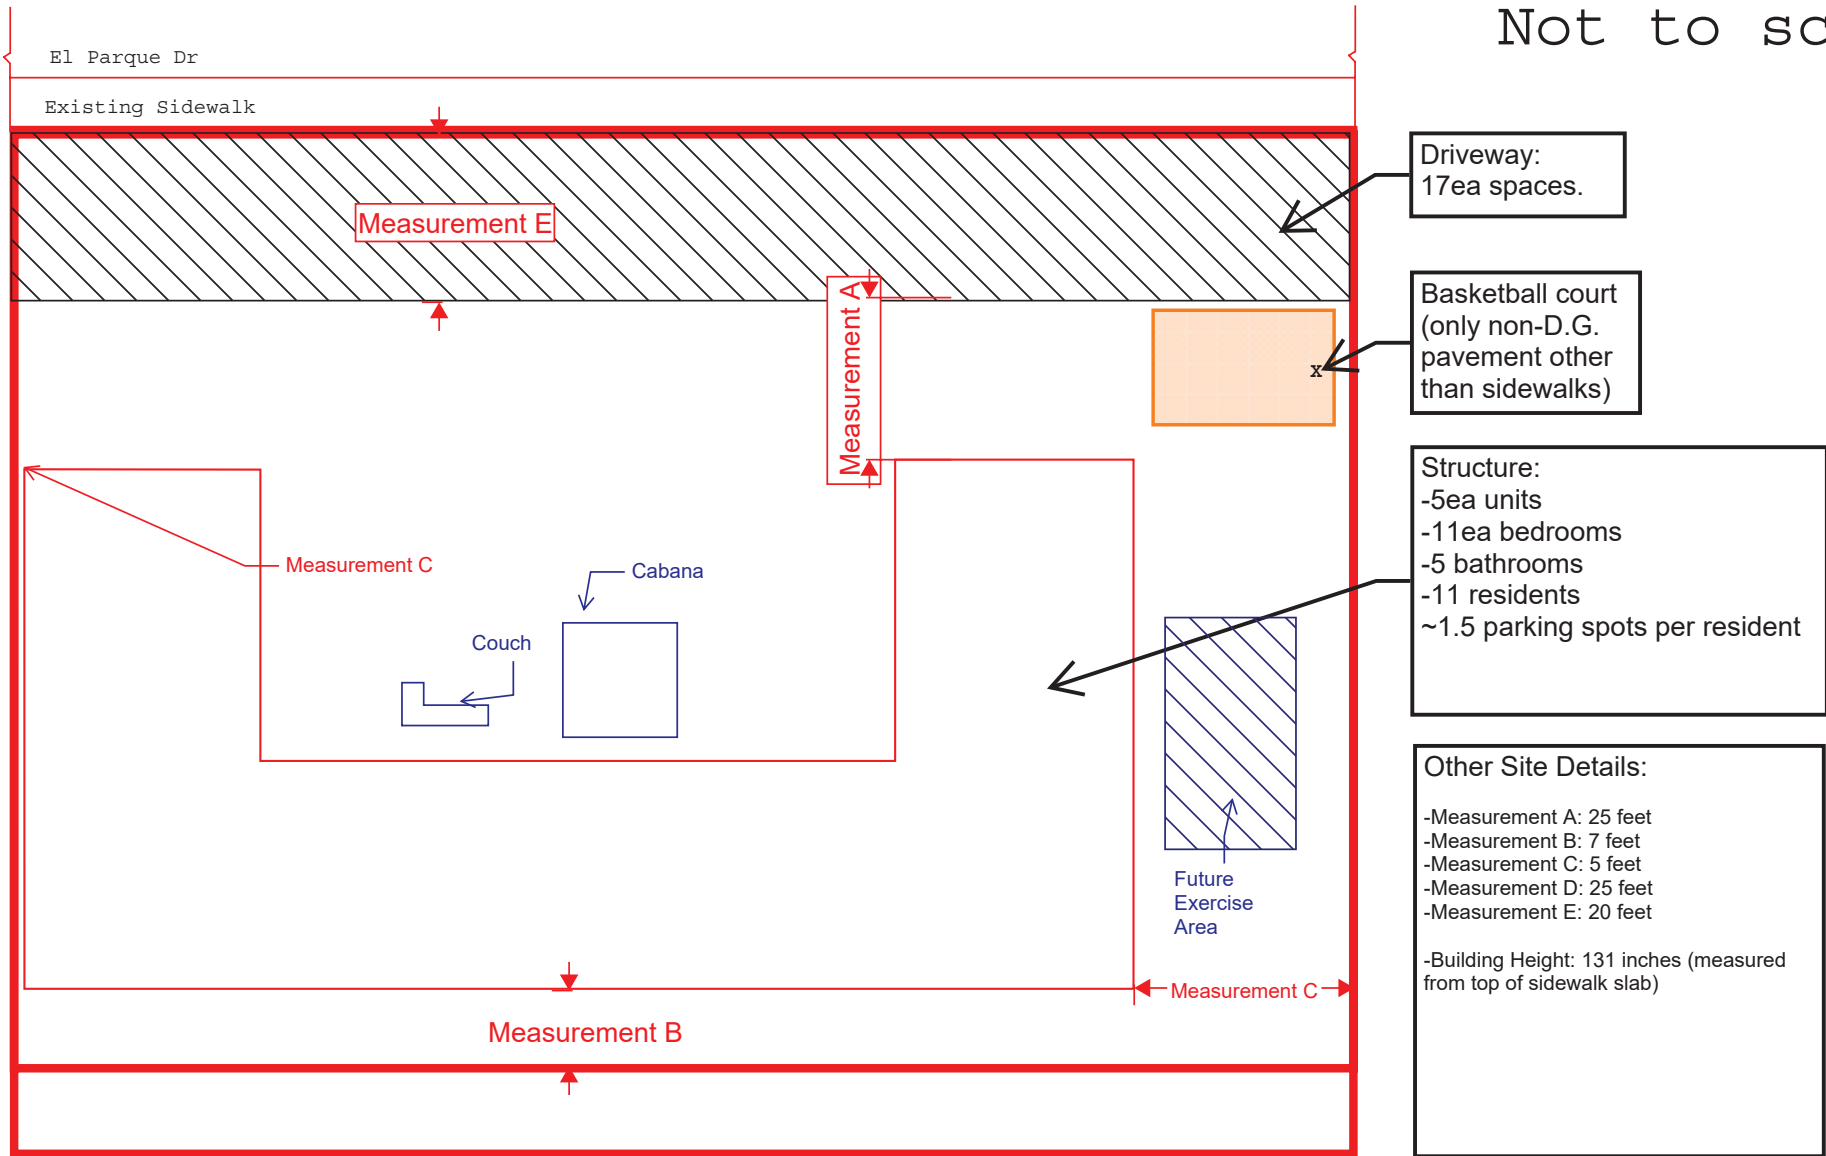 Not to sc
El Parque Dr
Existing Sidewalk
Driveway:
17ea spaces.
Measurement E
Measurement A
Basketball court
(only non-D.G.
pavement other
than sidewalks)
x
Structure:
-5ea units
-11ea bedrooms
-5 bathrooms
-11 residents
~1.5 parking spots per resident
Measurement C
Cabana
Couch
Other Site Details:
-Measurement A: 25 feet
-Measurement B: 7 feet
-Measurement C: 5 feet
-Measurement D: 25 feet
-Measurement E: 20 feet
-Building Height: 131 inches (measured
from top of sidewalk slab)
Future
Exercise
Area
Measurement C
Measurement B